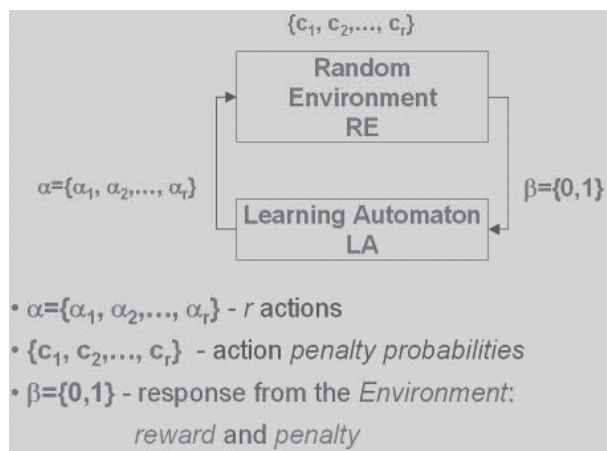 {c₁, c₂,..., cᵣ}
Random
Environment
RE
α={α₁, α₂,..., αᵣ}
β={0,1}
Learning Automaton
LA
• α={α₁, α₂,..., αᵣ} - r actions
• {c₁, c₂,..., cᵣ} - action penalty probabilities
• β={0,1} - response from the Environment:
reward and penalty